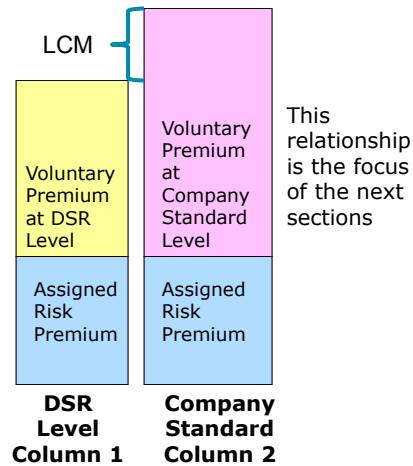 LCM
Voluntary
Premium
at DSR
Level
Assigned
Risk
Premium
Voluntary
Premium
at
Company
Standard
Level
Assigned
Risk
Premium
This
relationship
is the focus
of the next
sections
DSR
Level
Column 1
Company
Standard
Column 2